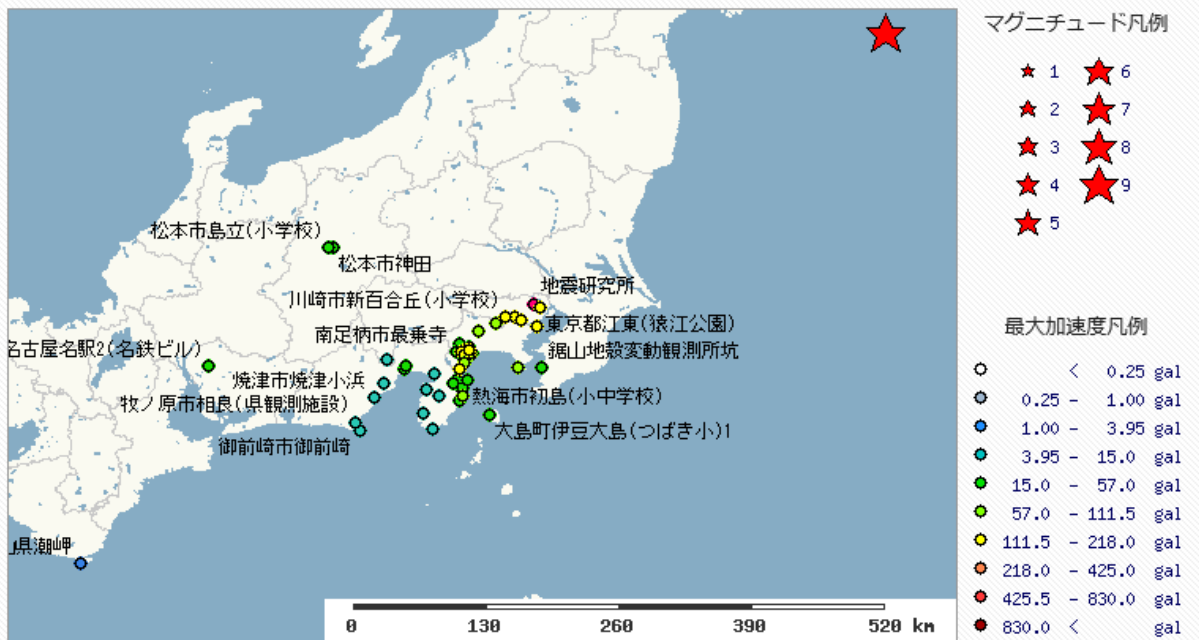 松本市島立(小学校)
松本市神田
地震研究所
川崎市新百合丘(小学校)
東京都江東(猿江公園)
南足柄市最乗寺
名古屋名駅2(名鉄ビル)
鋸山地殻変動観測所坑
焼津市焼津小浜
熱海市初島(小中学校)
牧ノ原市相良(県観測施設)
大島町伊豆大島(つばき小)1
御前崎市御前崎
県潮岬
0 130 260 390 520 km
マグニチュード凡例
1 6
2 7
3 8
4 9
5
最大加速度凡例
< 0.25 gal
0.25 - 1.00 gal
1.00 - 3.95 gal
3.95 - 15.0 gal
15.0 - 57.0 gal
57.0 - 111.5 gal
111.5 - 218.0 gal
218.0 - 425.0 gal
425.5 - 830.0 gal
830.0 < gal